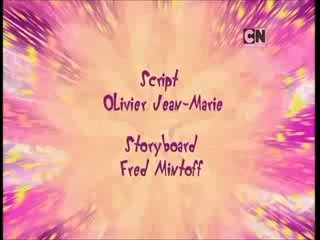 CN
Script
Olivier Jean-Marie
Storyboard
Fred Mintoff